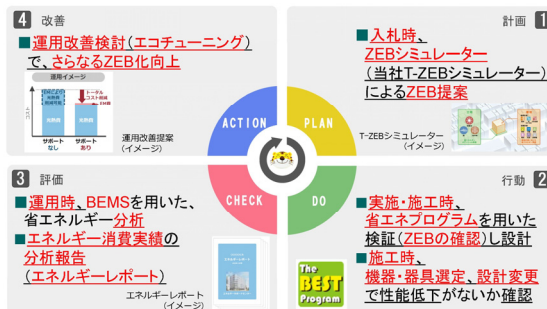 4 改善
■運用改善検討(エコチューニング)
で、さらなるZEB化向上
運用イメージ
トータル
コスト削減
コスト
光熱費
光熱費
サポート
なし
サポート
あり
運用改善提案
(イメージ)
計画 1
■入札時、
ZEBシミュレーター
(当社T-ZEBシミュレーター)
によるZEB提案
T-ZEBシミュレーター
(イメージ)
ACTION
PLAN
CHECK
DO
3 評価
■運用時、BEMSを用いた、
省エネルギー分析
■エネルギー消費実績の
分析報告
(エネルギーレポート)
エネルギーレポート
(イメージ)
行動 2
■実施・施工時、
省エネプログラムを用いた
検証(ZEBの確認)し設計
■施工時、
機器・器具選定、設計変更
で性能低下がないか確認
The
BEST
Program